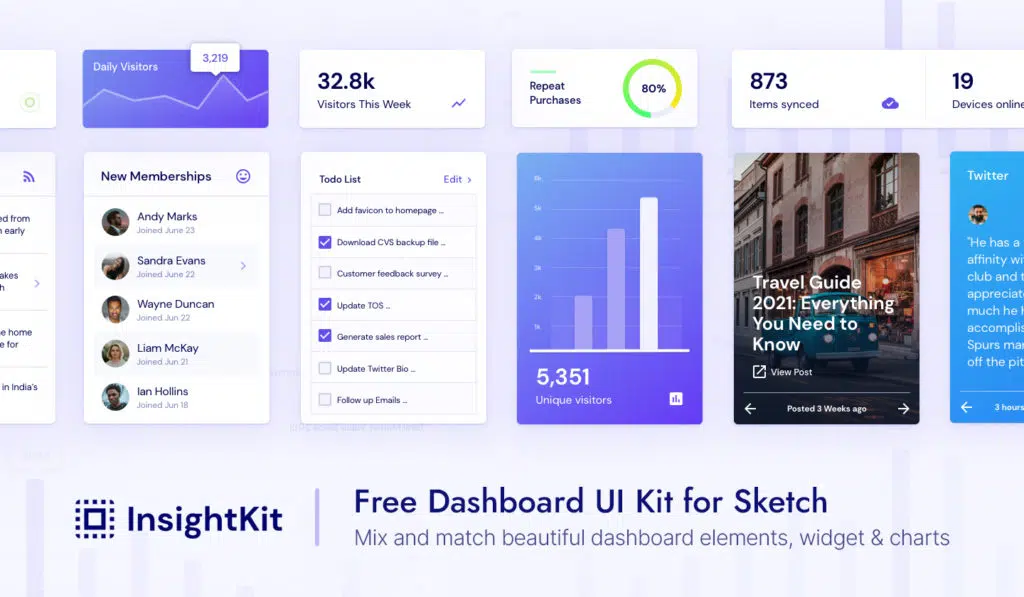 Daily Visitors
3,219
32.8k
Visitors This Week
Repeat
Purchases
80%
873
Items synced
19
Devices online
ed from
early
akes
h
e home
e for
in India's
New Memberships
Andy Marks
Joined June 23
Sandra Evans
Joined June 22
Wayne Duncan
Joined Jun 22
Liam McKay
Joined Jun 21
Ian Hollins
Joined Jun 18
Todo List
Edit
Add favicon to homepage ...
Download CVS backup file ...
Customer feedback survey ...
Update TOS ...
Generate sales report ...
Update Twitter Bio ...
Follow up Emails ...
6k
5k
4k
3k
2k
1k
5,351
Unique visitors
Travel Guide
2021: Everything
You Need to
Know
View Post
Posted 3 Weeks ago
Twitter
"He has a
affinity wi
club and t
appreciate
much he h
accomplis
Spurs mar
off the pit
3 hours
InsightKit
Free Dashboard UI Kit for Sketch
Mix and match beautiful dashboard elements, widget & charts